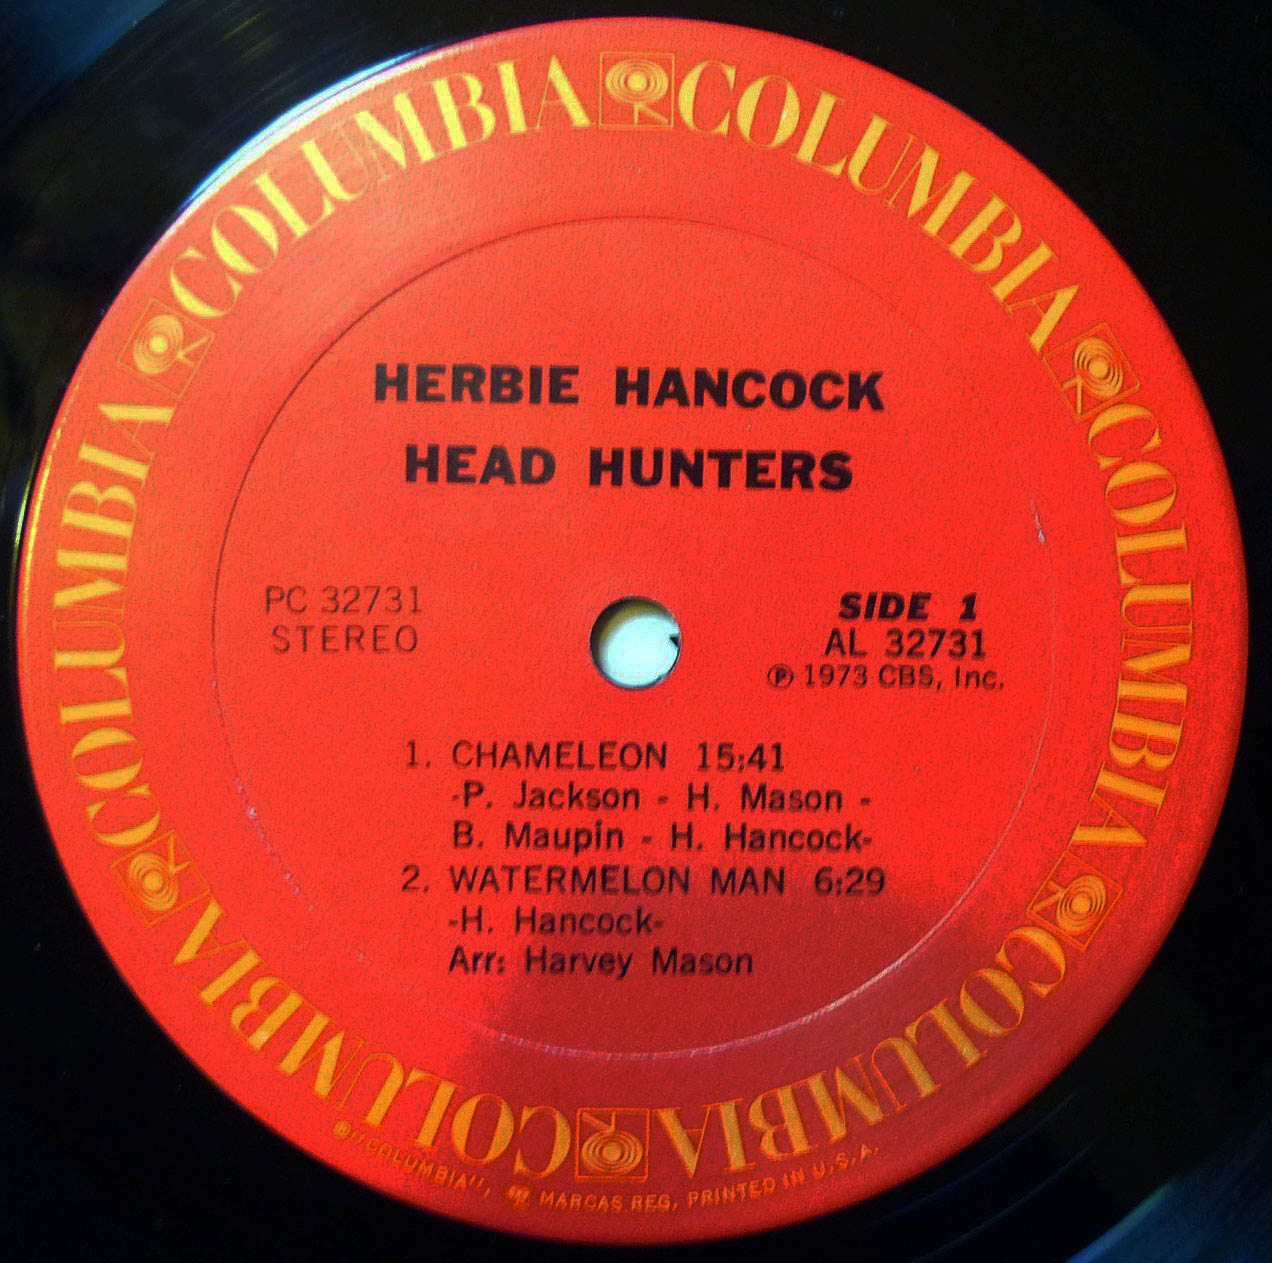 COLUMBIA COLUMBIA COLUMBIA COLUMBIA COLUMBIA COLUMBIA
HERBIE HANCOCK
HEAD HUNTERS
PC 32731
STEREO
SIDE 1
AL 32731
℗ 1973 CBS, Inc.
1. CHAMELEON 15:41
-P. Jackson - H. Mason -
B. Maupin - H. Hancock-
2. WATERMELON MAN 6:29
-H. Hancock-
Arr: Harvey Mason
®"COLUMBIA", MARCAS REG. PRINTED IN U.S.A.